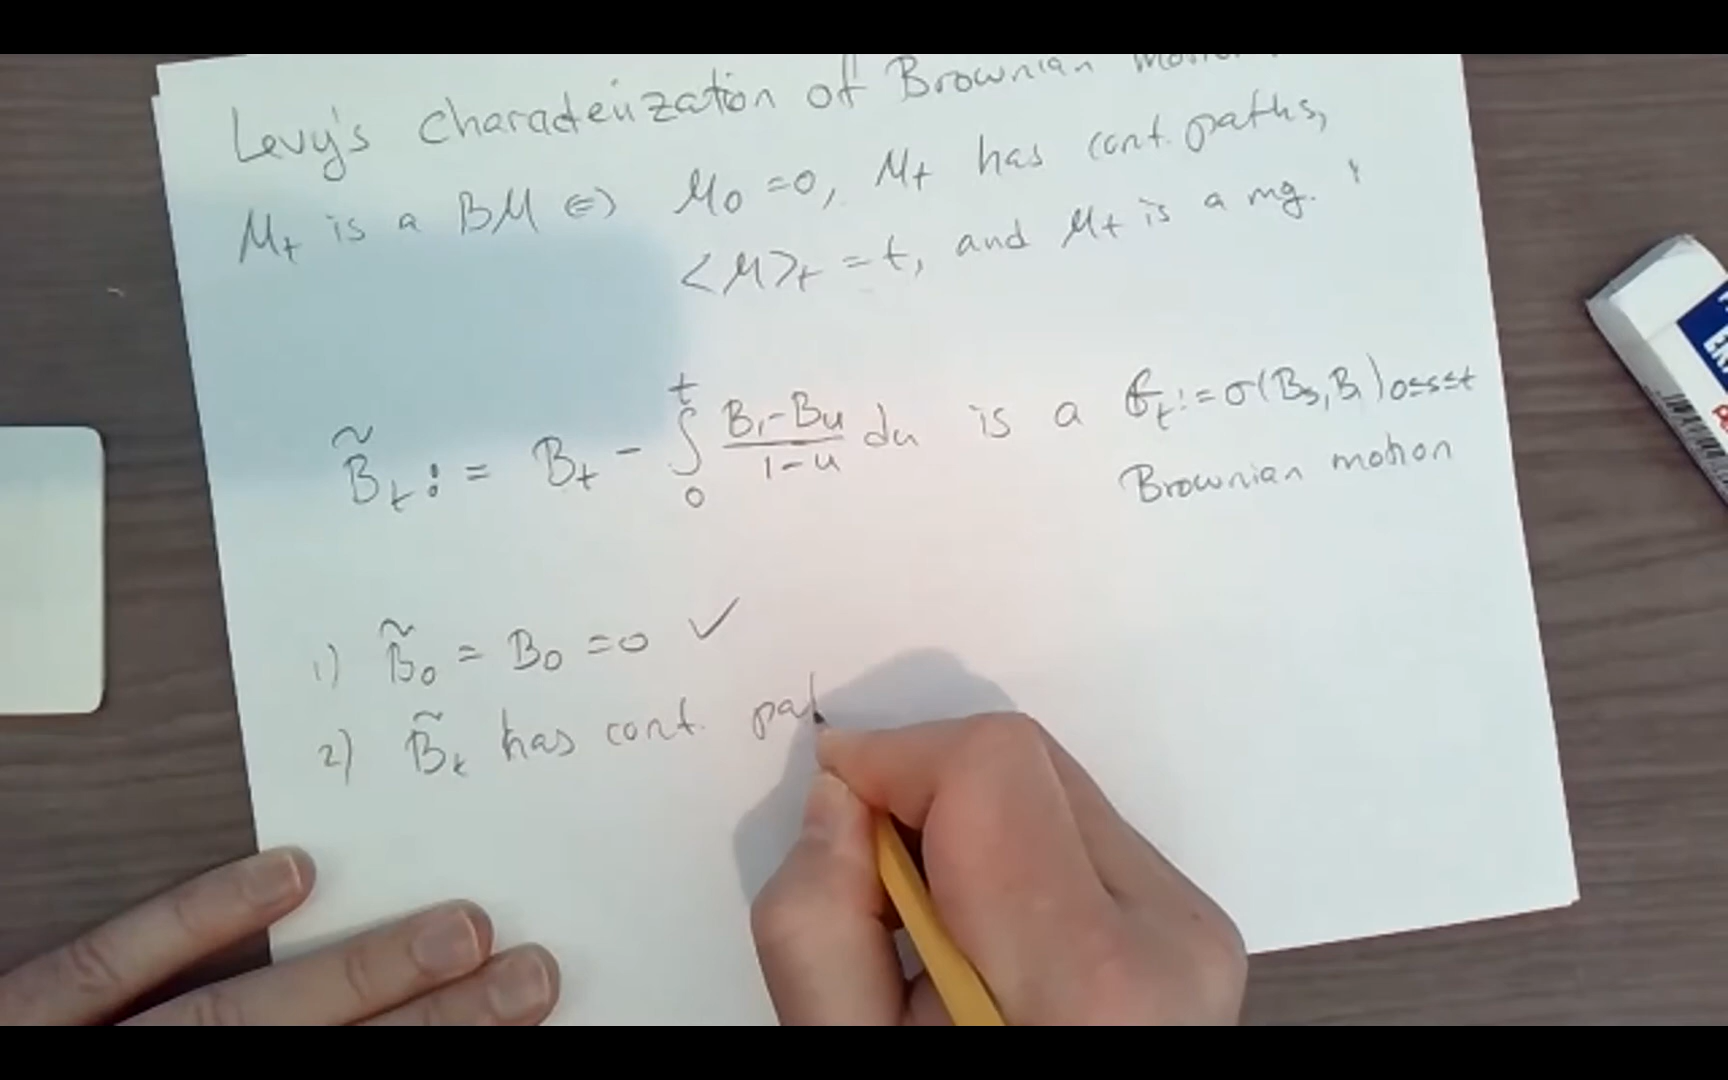 Levy's characterization of Brownian motion
M_t is a BM ⇔ M_0 = 0, M_t has cont. paths,
<M>_t = t, and M_t is a mg.
B̃_t := B_t - ∫_0^t (B_1 - B_u)/(1-u) du is a G_t := σ(B_s, B_1)_{0≤s≤t}
Brownian motion
1) B̃_0 = B_0 = 0 ✓
2) B̃_t has cont. pat